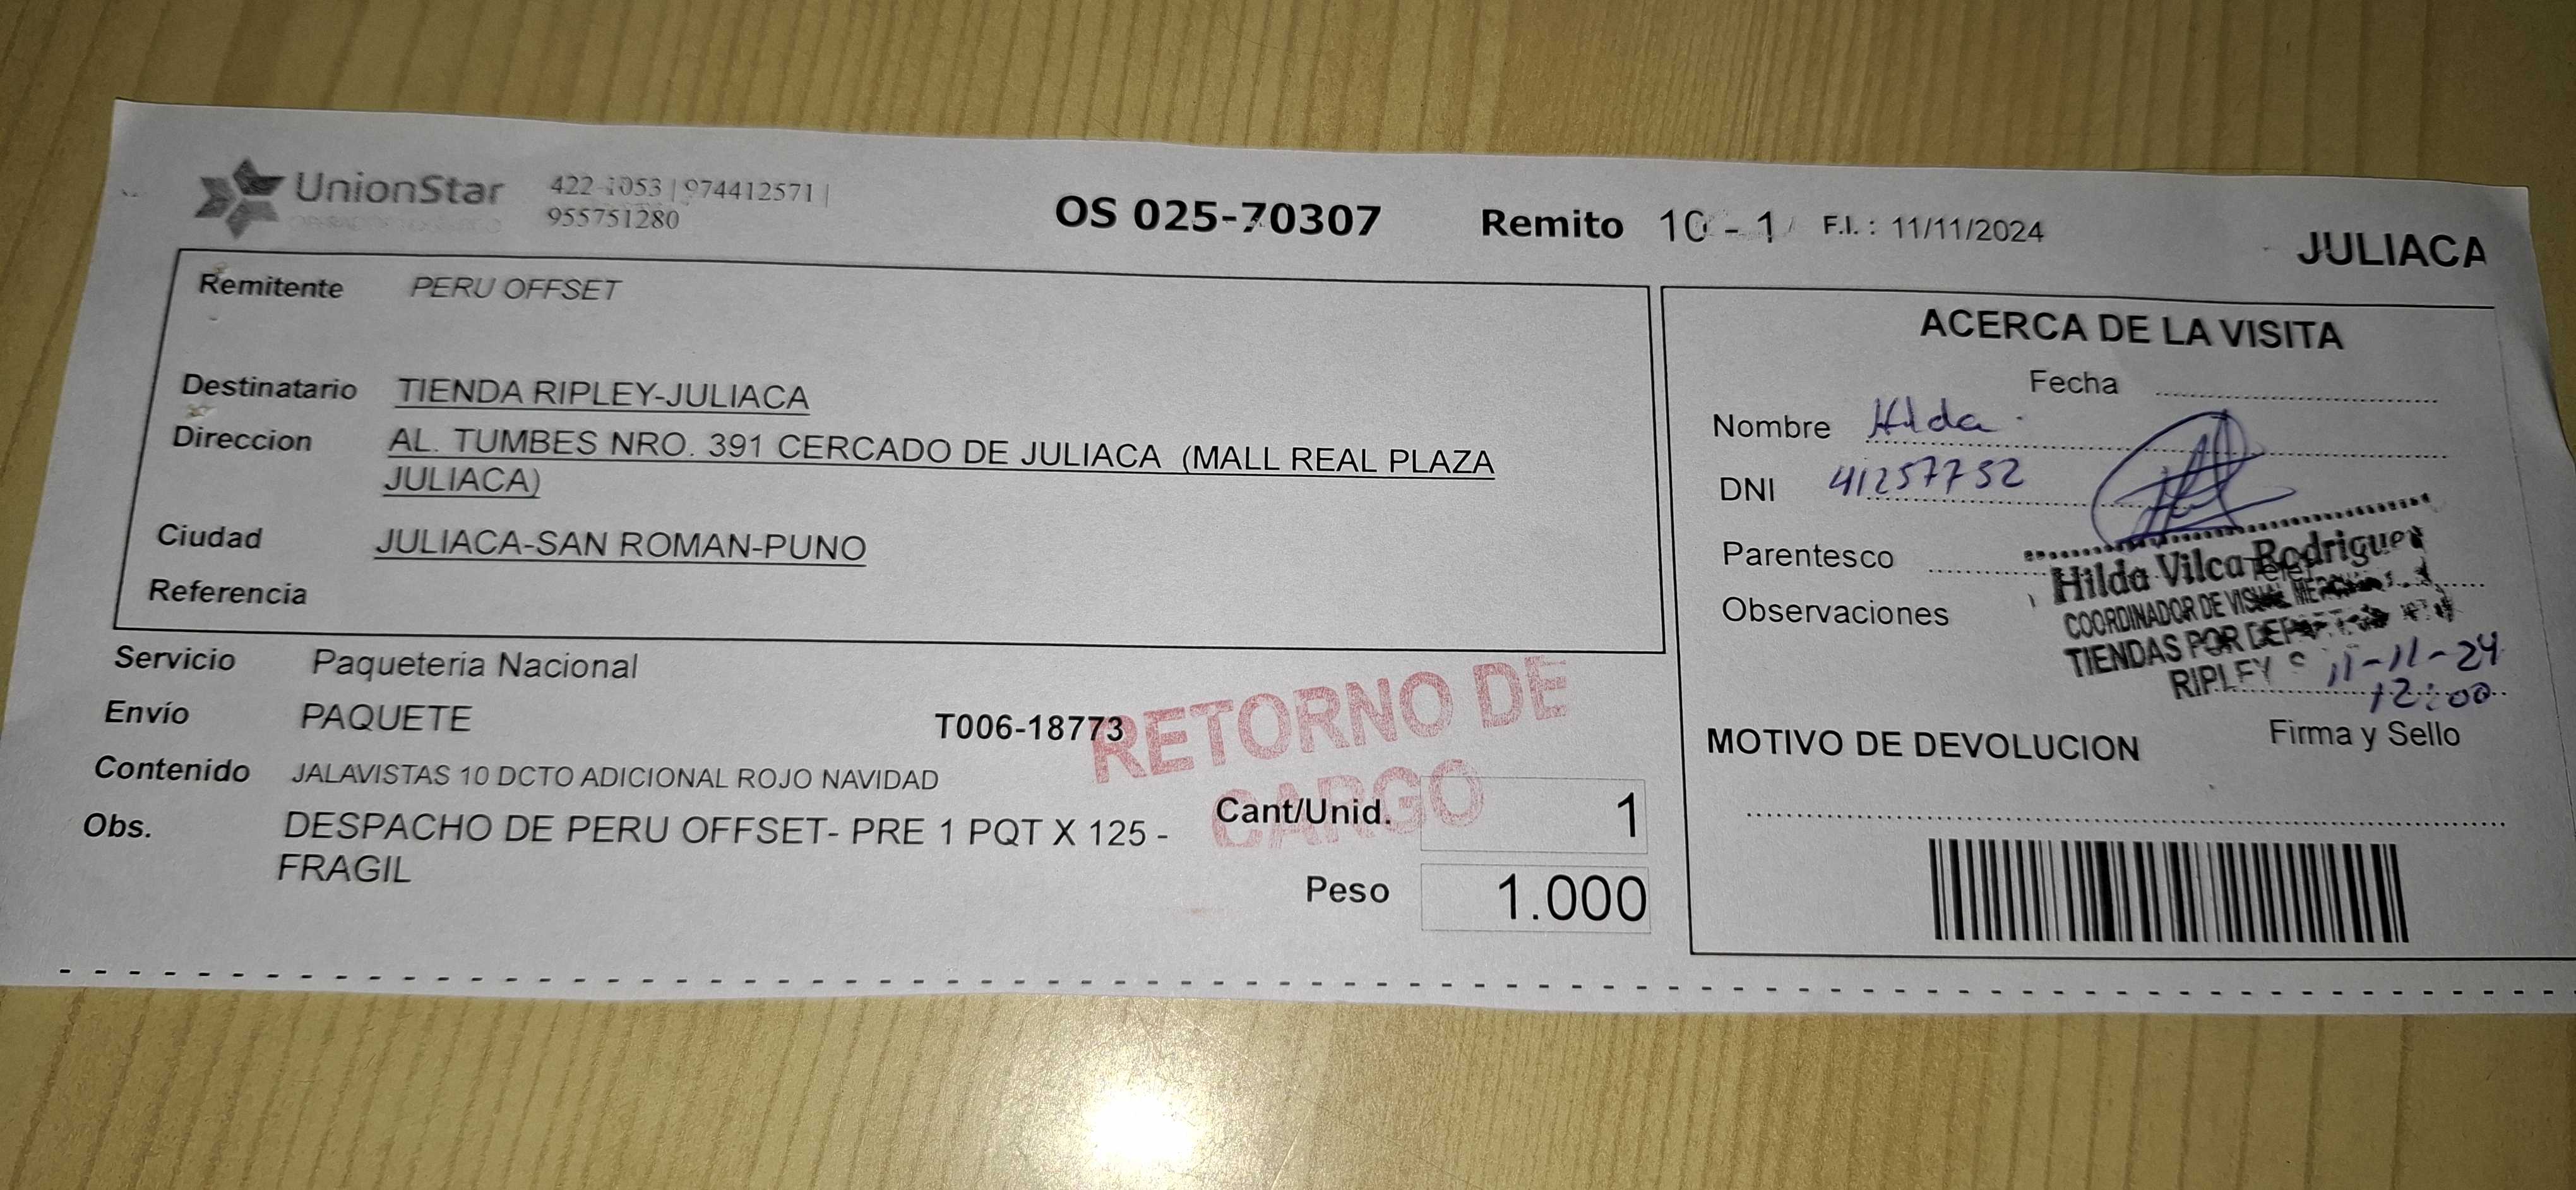 UnionStar
422-1053 | 974412571 |
955751280
OS 025-70307
Remito 10 - 1
F.I. : 11/11/2024
JULIACA
Remitente PERU OFFSET
Destinatario TIENDA RIPLEY-JULIACA
Direccion AL. TUMBES NRO. 391 CERCADO DE JULIACA (MALL REAL PLAZA
JULIACA)
Ciudad JULIACA-SAN ROMAN-PUNO
Referencia
Servicio Paqueteria Nacional
Envío PAQUETE
T006-18773
RETORNO DE
CARGO
Contenido JALAVISTAS 10 DCTO ADICIONAL ROJO NAVIDAD
Obs. DESPACHO DE PERU OFFSET- PRE 1 PQT X 125 -
FRAGIL
Cant/Unid. 1
Peso 1.000
ACERCA DE LA VISITA
Fecha
Nombre Hilda
DNI 41257752
Parentesco
Observaciones
Hilda Vilca Rodriguez
COORDINADOR DE VISUAL
TIENDAS POR
RIPLEY
11-11-24
12:00
Firma y Sello
MOTIVO DE DEVOLUCION